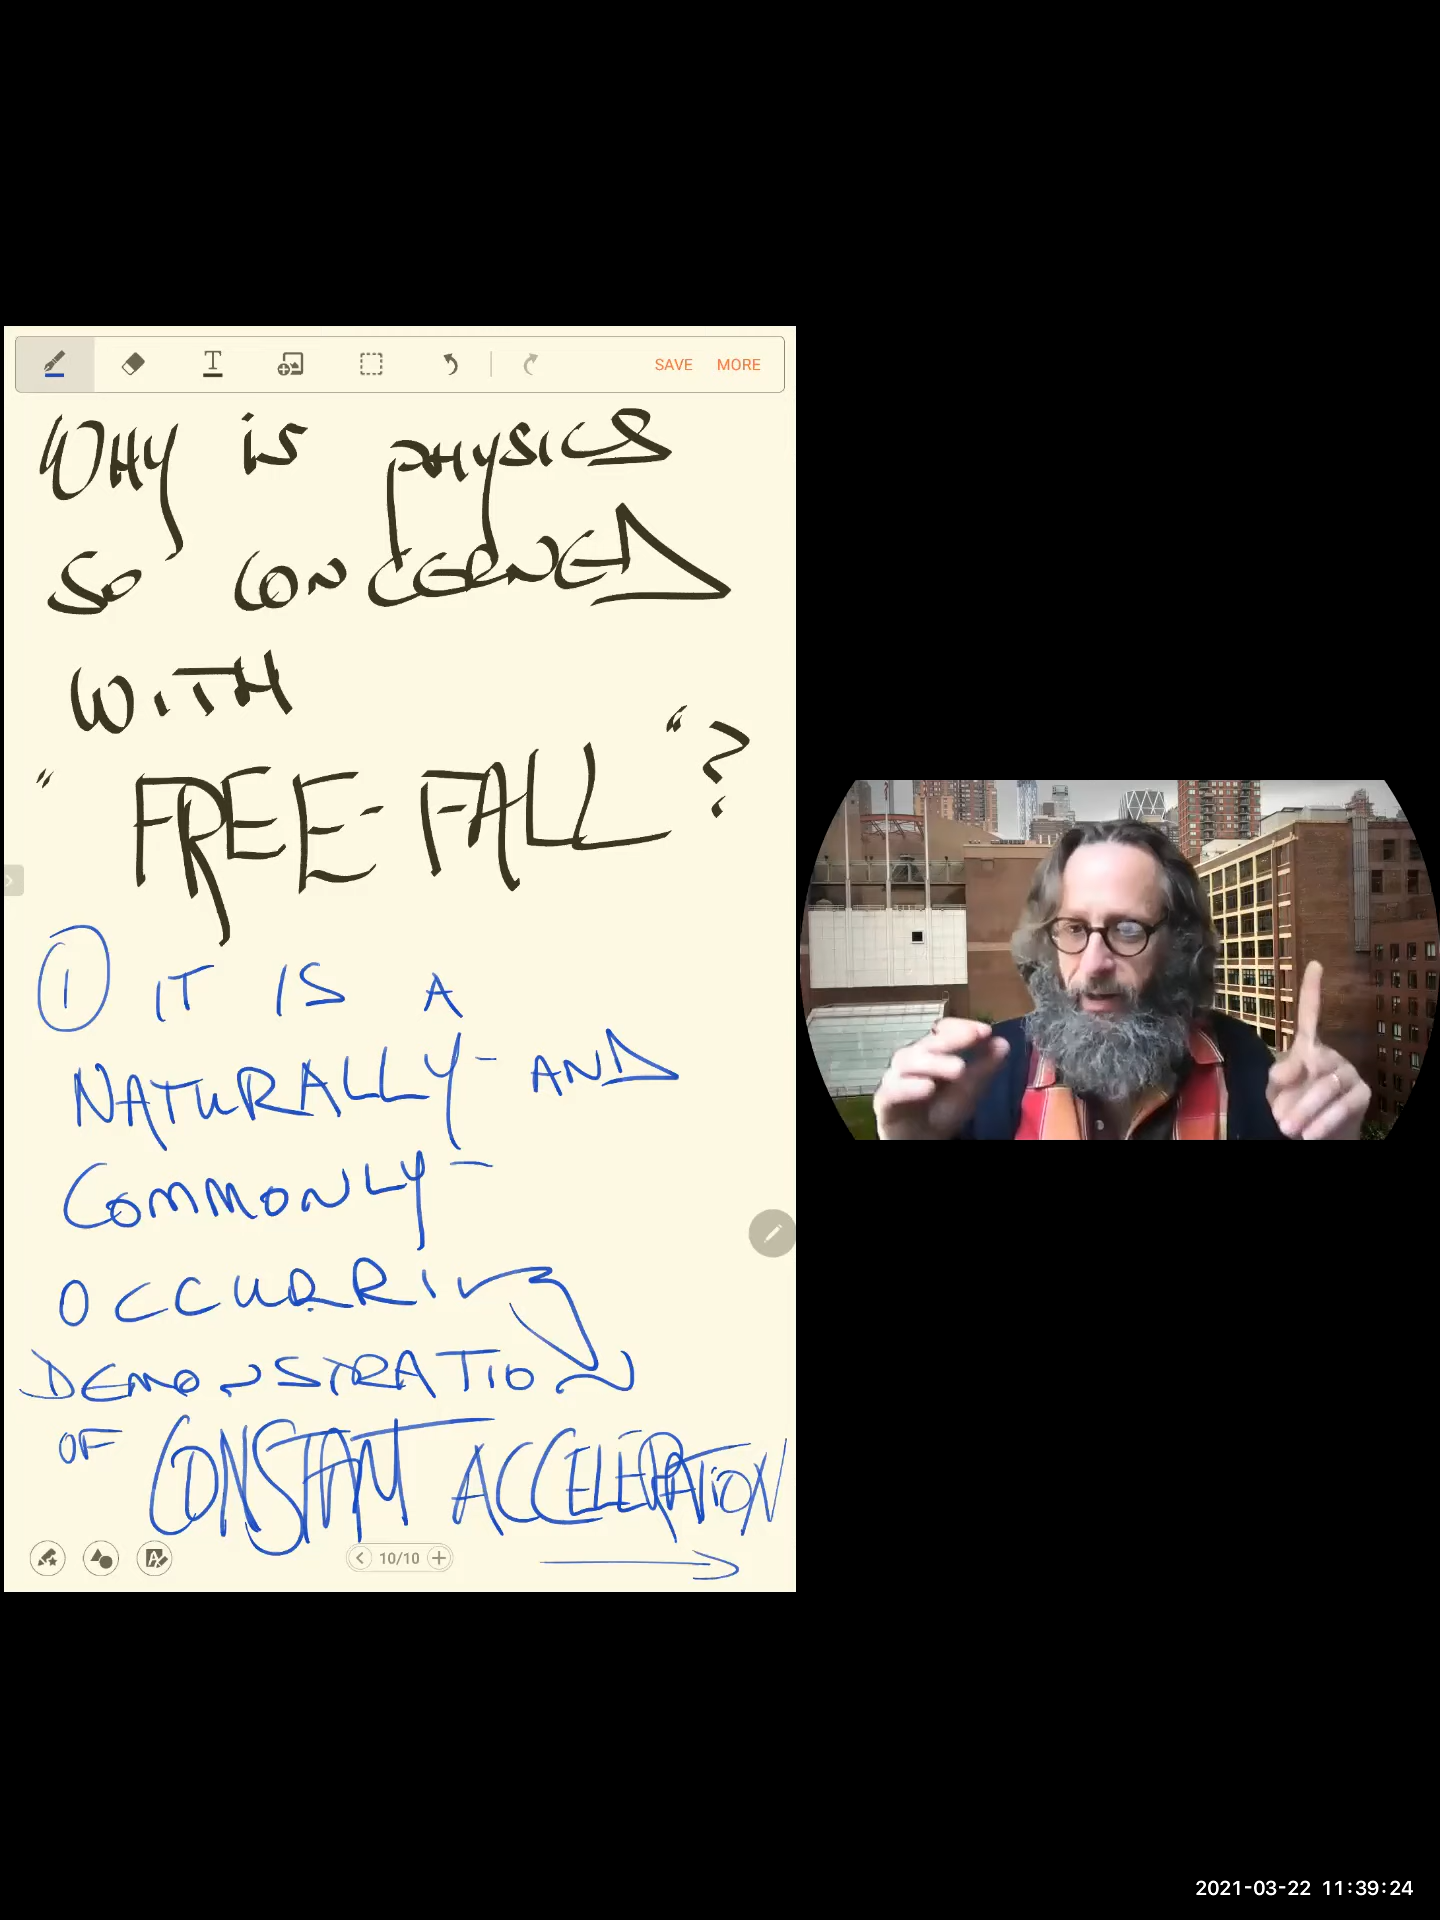 SAVE MORE
WHY IS PHYSICS
SO CONCERNED
WITH
"FREE-FALL"?
① IT IS A
NATURALLY- AND
COMMONLY-
OCCURRING
DEMONSTRATION
OF CONSTANT ACCELERATION
10/10
2021-03-22 11:39:24